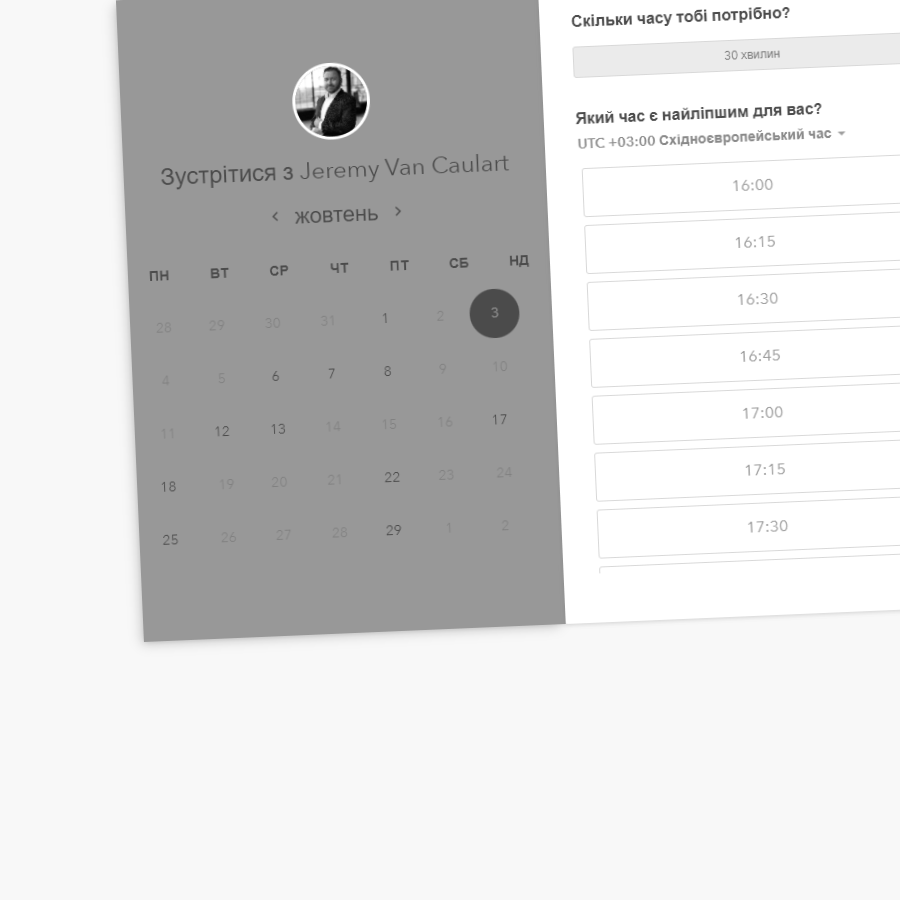 Зустрітися з Jeremy Van Caulart
‹ жовтень ›
ПН ВТ СР ЧТ ПТ СБ НД
28 29 30 31 1 2 3
4 5 6 7 8 9 10
11 12 13 14 15 16 17
18 19 20 21 22 23 24
25 26 27 28 29 1 2
Скільки часу тобі потрібно?
30 хвилин
Який час є найліпшим для вас?
UTC +03:00 Східноєвропейський час
16:00
16:15
16:30
16:45
17:00
17:15
17:30